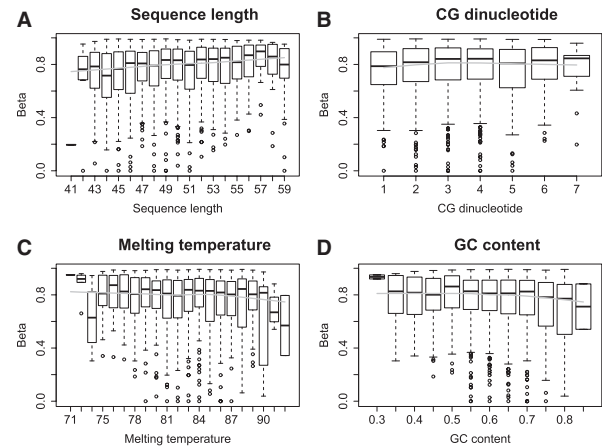 A Sequence length
Beta
0.8
0.4
0.0
41 43 45 47 49 51 53 55 57 59
Sequence length
B CG dinucleotide
Beta
0.8
0.4
0.0
1 2 3 4 5 6 7
CG dinucleotide
C Melting temperature
Beta
0.8
0.4
0.0
71 75 78 81 84 87 90
Melting temperature
D GC content
Beta
0.8
0.4
0.0
0.3 0.4 0.5 0.6 0.7 0.8
GC content